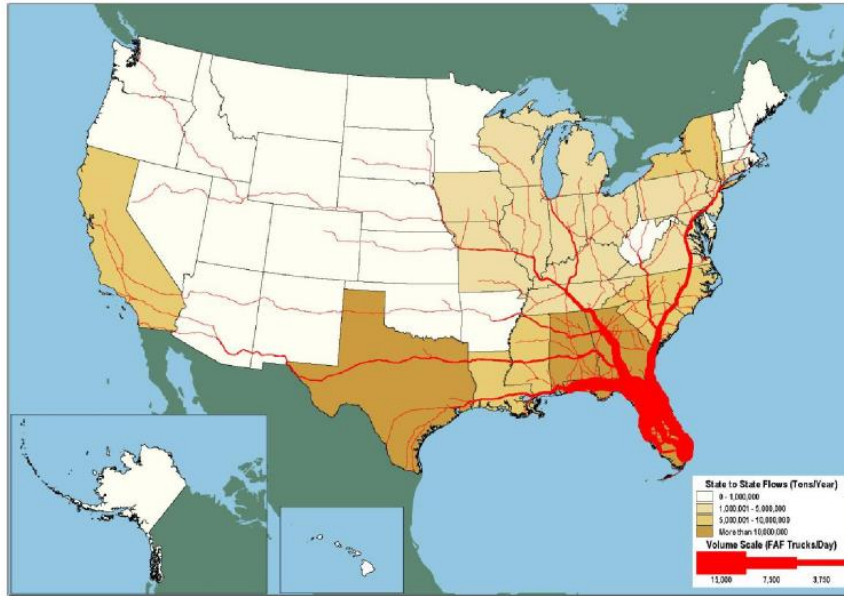 State to State Flows (Tons/Year)
0 - 1,000,000
1,000,001 - 5,000,000
5,000,001 - 10,000,000
More than 10,000,000
Volume Scale (FAF Trucks/Day)
15,000 7,500 3,750